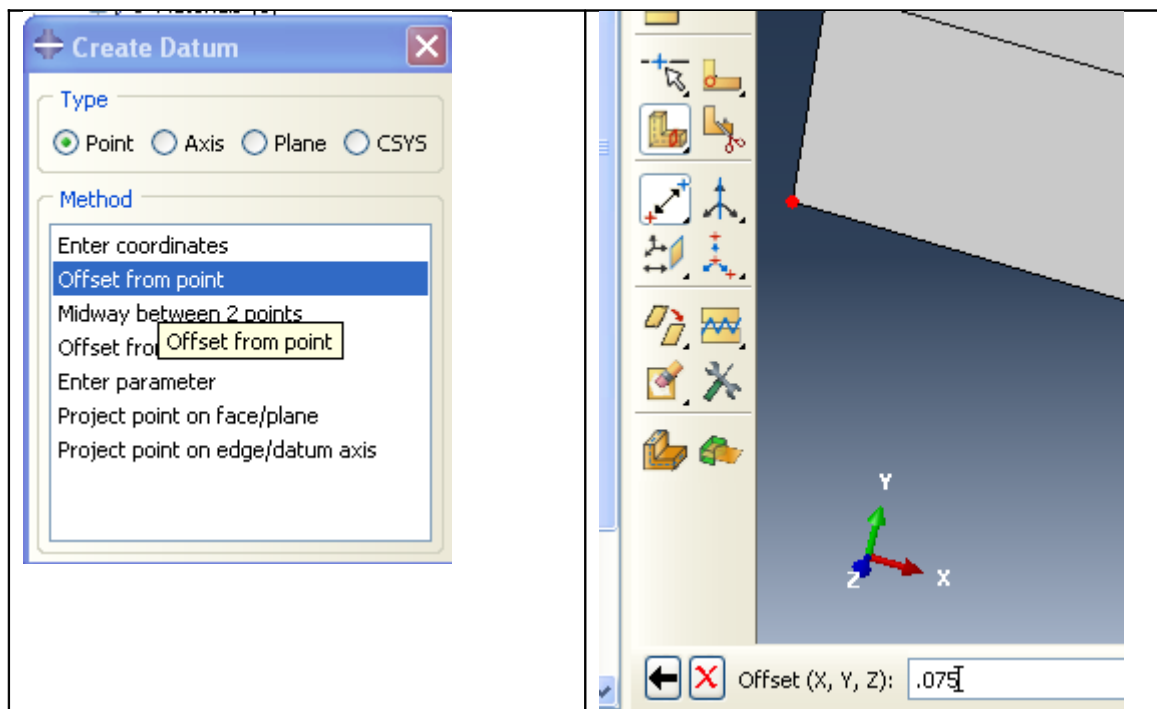 Create Datum
Type
Point Axis Plane CSYS
Method
Enter coordinates
Offset from point
Midway between 2 points
Offset fro
Offset from point
Enter parameter
Project point on face/plane
Project point on edge/datum axis
Y
Z
X
Offset (X, Y, Z): .075